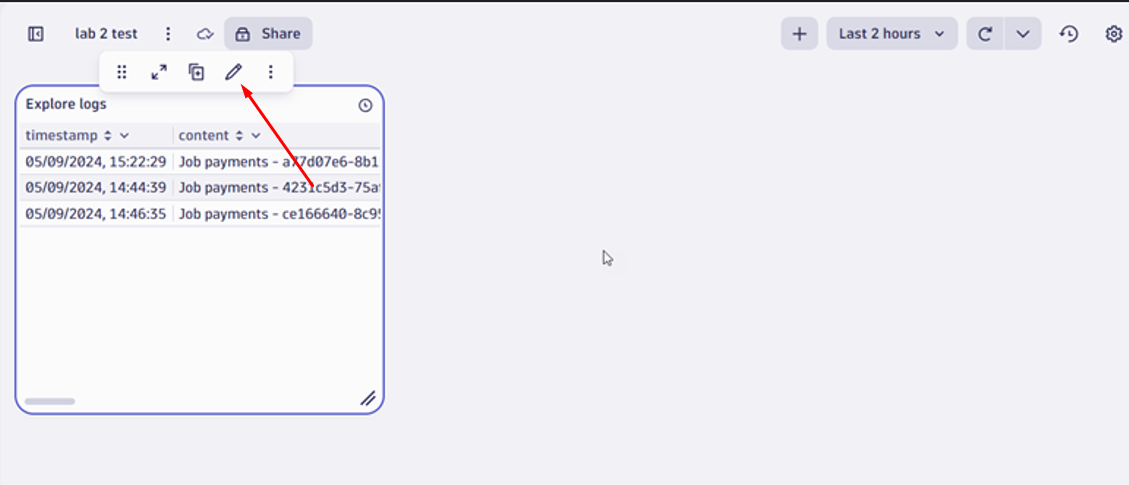 lab 2 test Share Last 2 hours
Explore logs
timestamp content
05/09/2024, 15:22:29 Job payments - a77d07e6-8b1
05/09/2024, 14:44:39 Job payments - 4231c5d3-75a
05/09/2024, 14:46:35 Job payments - ce166640-8c95